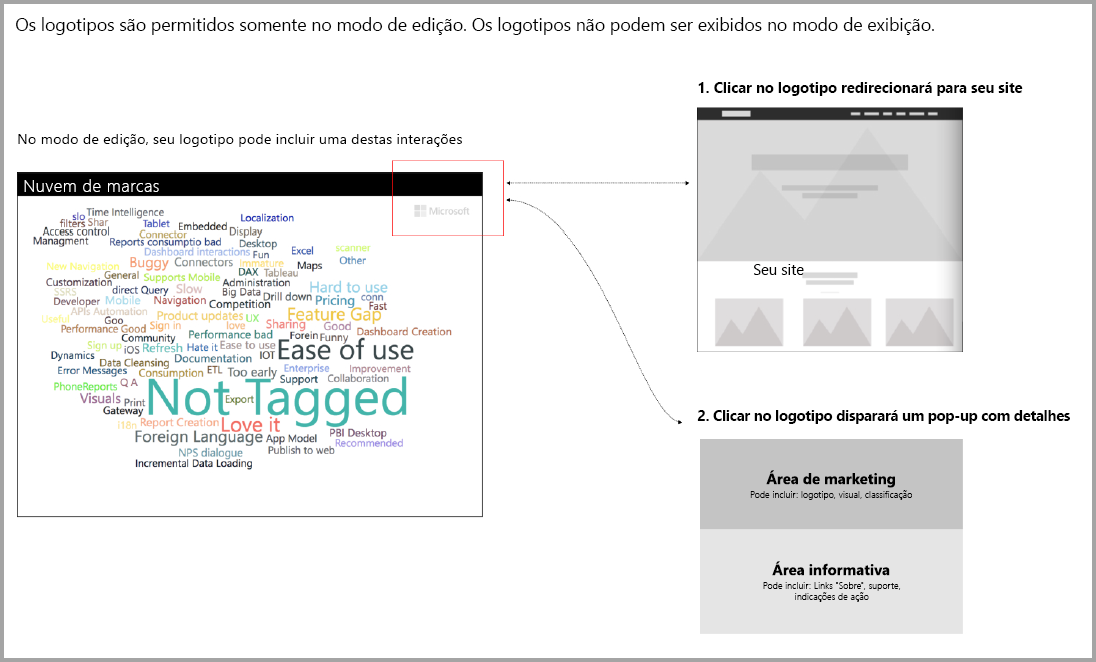 Os logotipos são permitidos somente no modo de edição. Os logotipos não podem ser exibidos no modo de exibição.
No modo de edição, seu logotipo pode incluir uma destas interações
Nuvem de marcas
Microsoft
slo Time Intelligence
filters Shar Tablet Embedded Localization
Access control Connector Display
Managment Reports consumptio bad Desktop
Dashboard interactions Fun Excel scanner
New Navigation Buggy Connectors Immature Maps Other
General Supports Mobile DAX Tableau
Customization Administration Hard to use
SSRS direct Query Slow Big Data Drill down Pricing conn
Developer Mobile Navigation Competition Fast
APIs Automation Product updates UX Feature Gap
Useful Goo Sign in love Sharing Good
Performance Good Dashboard Creation
Community Performance bad Forein Funny
Sign up iOS Refresh Hate it Ease to use Ease of use
Dynamics Data Cleansing Documentation IOT
Error Messages Consumption ETL Too early Enterprise Improvement
PhoneReports Q A Support Collaboration
Visuals Print Not Tagged Export
Gateway
i18n Report Creation Love it
Foreign Language App Model PBI Desktop
NPS dialogue Publish to web Recommended
Incremental Data Loading
1. Clicar no logotipo redirecionará para seu site
Seu site
2. Clicar no logotipo disparará um pop-up com detalhes
Área de marketing
Pode incluir: logotipo, visual, classificação
Área informativa
Pode incluir: Links "Sobre", suporte,
indicações de ação